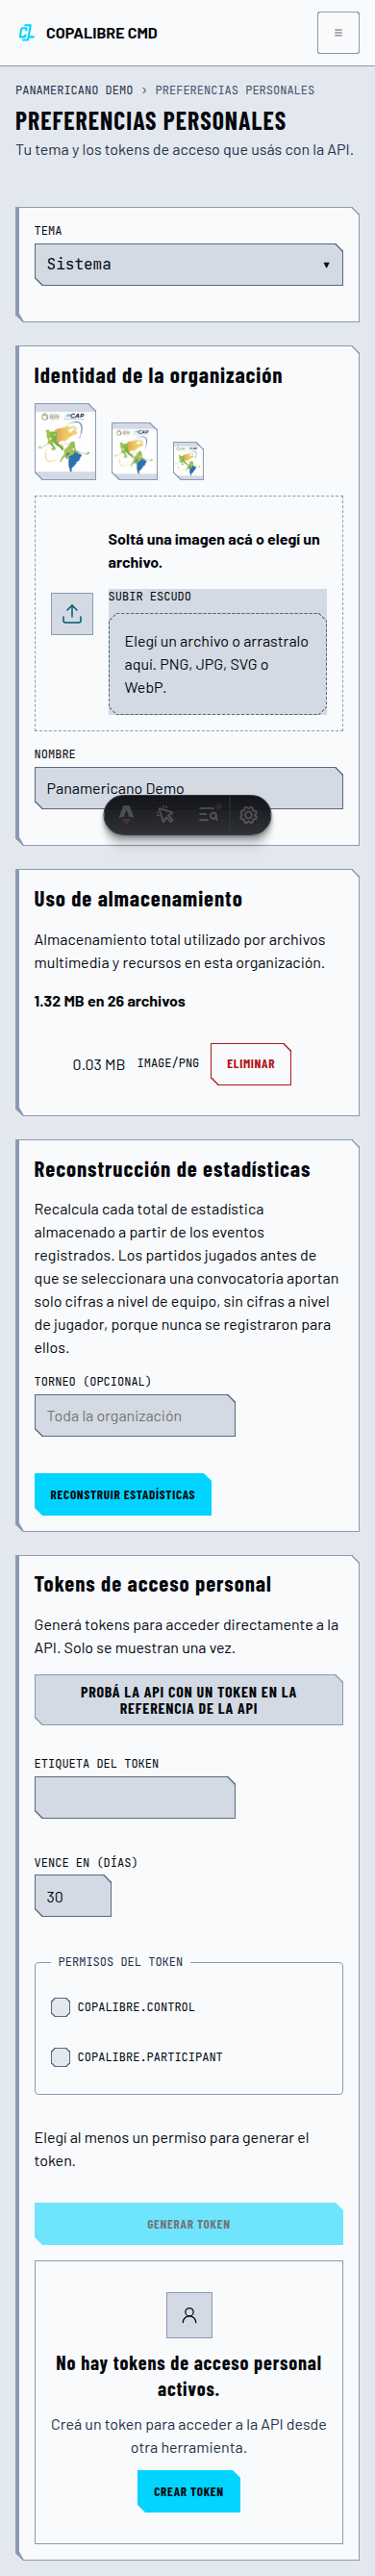 COPALIBRE CMD
PANAMERICANO DEMO › PREFERENCIAS PERSONALES
PREFERENCIAS PERSONALES
Tu tema y los tokens de acceso que usás con la API.
TEMA
Sistema
Identidad de la organización
Soltá una imagen acá o elegí un
archivo.
SUBIR ESCUDO
Elegí un archivo o arrastralo
aquí. PNG, JPG, SVG o
WebP.
NOMBRE
Panamericano Demo
Uso de almacenamiento
Almacenamiento total utilizado por archivos
multimedia y recursos en esta organización.
1.32 MB en 26 archivos
0.03 MB IMAGE/PNG ELIMINAR
Reconstrucción de estadísticas
Recalcula cada total de estadística
almacenado a partir de los eventos
registrados. Los partidos jugados antes de
que se seleccionara una convocatoria aportan
solo cifras a nivel de equipo, sin cifras a nivel
de jugador, porque nunca se registraron para
ellos.
TORNEO (OPCIONAL)
Toda la organización
RECONSTRUIR ESTADÍSTICAS
Tokens de acceso personal
Generá tokens para acceder directamente a la
API. Solo se muestran una vez.
PROBÁ LA API CON UN TOKEN EN LA
REFERENCIA DE LA API
ETIQUETA DEL TOKEN
VENCE EN (DÍAS)
30
PERMISOS DEL TOKEN
COPALIBRE.CONTROL
COPALIBRE.PARTICIPANT
Elegí al menos un permiso para generar el
token.
GENERAR TOKEN
No hay tokens de acceso personal
activos.
Creá un token para acceder a la API desde
otra herramienta.
CREAR TOKEN